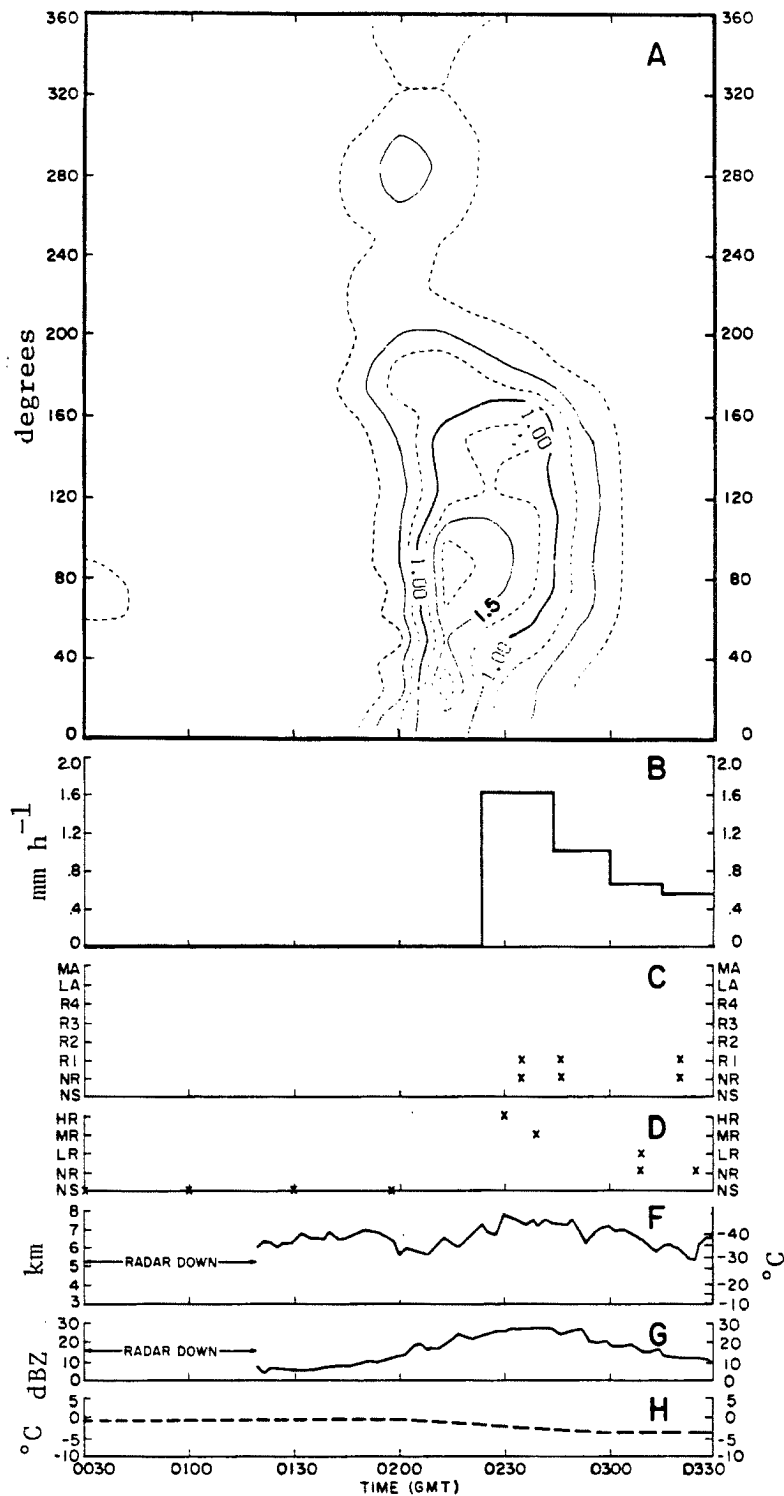 360 A 360
320 320
280 280
240 240
200 200
degrees
160 160
1.00
120 120
80 80
1.00
1.5
40 40
1.00
0 0
2.0 B 2.0
1.6 1.6
mm h-1
1.2 1.2
.8 .8
.4 .4
0 0
MA C MA
LA LA
R4 R4
R3 R3
R2 R2
R1 R1
NR NR
NS NS
HR D HR
MR MR
LR LR
NR NR
NS NS
8 F
7 -40
km
6 -30
5 RADAR DOWN °C
4 -20
3 -10
30 G 30
20 20
dBZ RADAR DOWN
10 10
0 0
5 H 5
°C
0 0
-5 -5
-10 -10
0030 0100 0130 0200 0230 0300 0330
TIME (GMT)